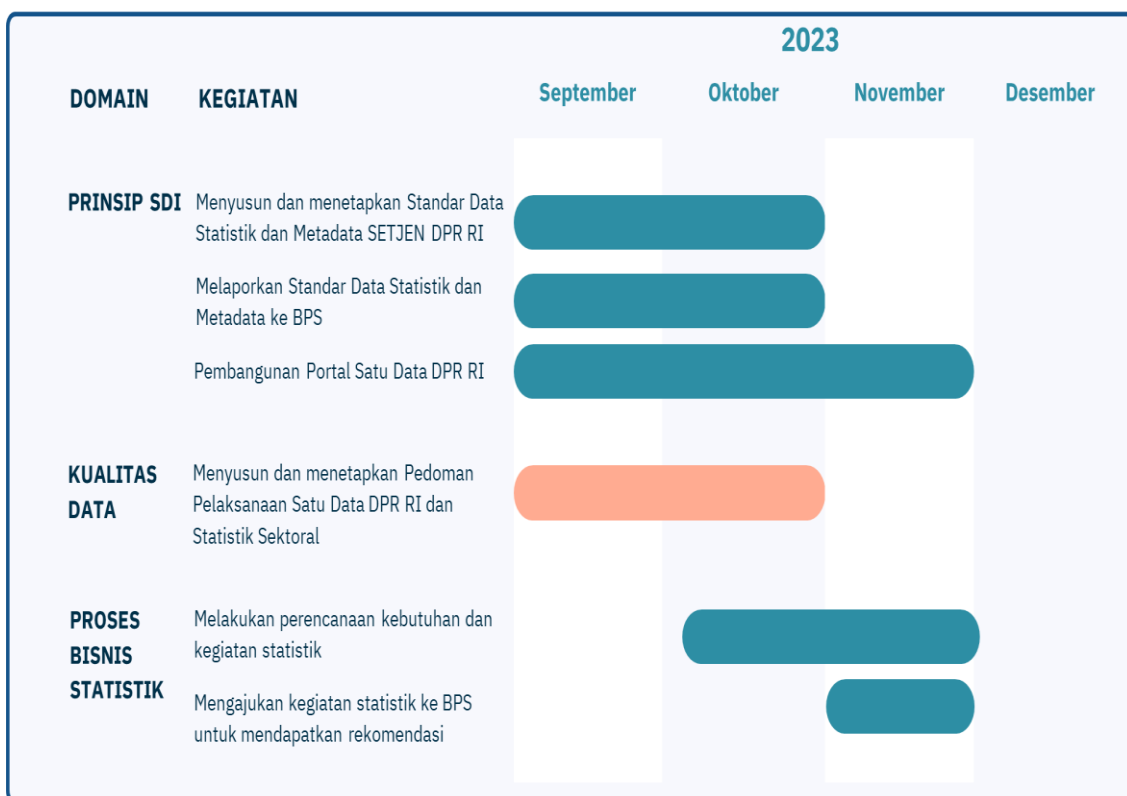 2023
DOMAIN KEGIATAN September Oktober November Desember
PRINSIP SDI Menyusun dan menetapkan Standar Data
Statistik dan Metadata SETJEN DPR RI
Melaporkan Standar Data Statistik dan
Metadata ke BPS
Pembangunan Portal Satu Data DPR RI
KUALITAS
DATA
Menyusun dan menetapkan Pedoman
Pelaksanaan Satu Data DPR RI dan
Statistik Sektoral
PROSES
BISNIS
STATISTIK
Melakukan perencanaan kebutuhan dan
kegiatan statistik
Mengajukan kegiatan statistik ke BPS
untuk mendapatkan rekomendasi